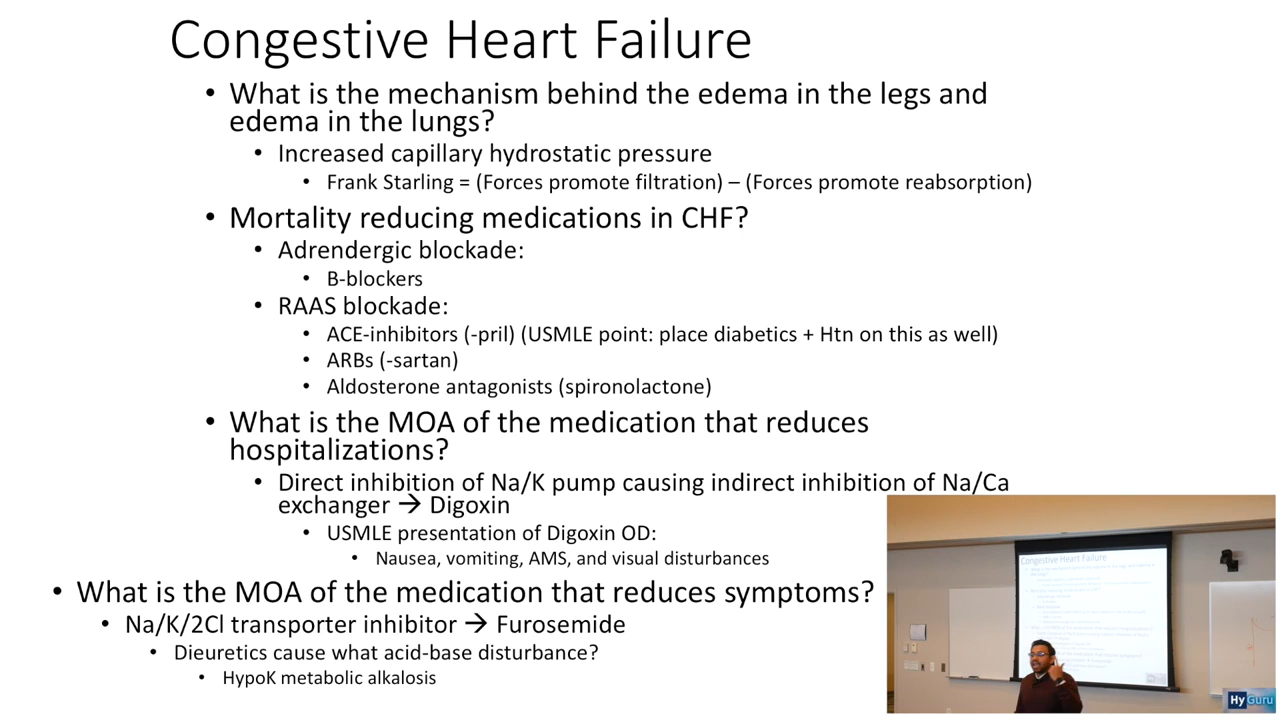 Congestive Heart Failure
• What is the mechanism behind the edema in the legs and
edema in the lungs?
• Increased capillary hydrostatic pressure
• Frank Starling = (Forces promote filtration) – (Forces promote reabsorption)
• Mortality reducing medications in CHF?
• Adrendergic blockade:
• B-blockers
• RAAS blockade:
• ACE-inhibitors (-pril) (USMLE point: place diabetics + Htn on this as well)
• ARBs (-sartan)
• Aldosterone antagonists (spironolactone)
• What is the MOA of the medication that reduces
hospitalizations?
• Direct inhibition of Na/K pump causing indirect inhibition of Na/Ca
exchanger → Digoxin
• USMLE presentation of Digoxin OD:
• Nausea, vomiting, AMS, and visual disturbances
• What is the MOA of the medication that reduces symptoms?
• Na/K/2Cl transporter inhibitor → Furosemide
• Dieuretics cause what acid-base disturbance?
• HypoK metabolic alkalosis
Congestive Heart Failure
HyGuru